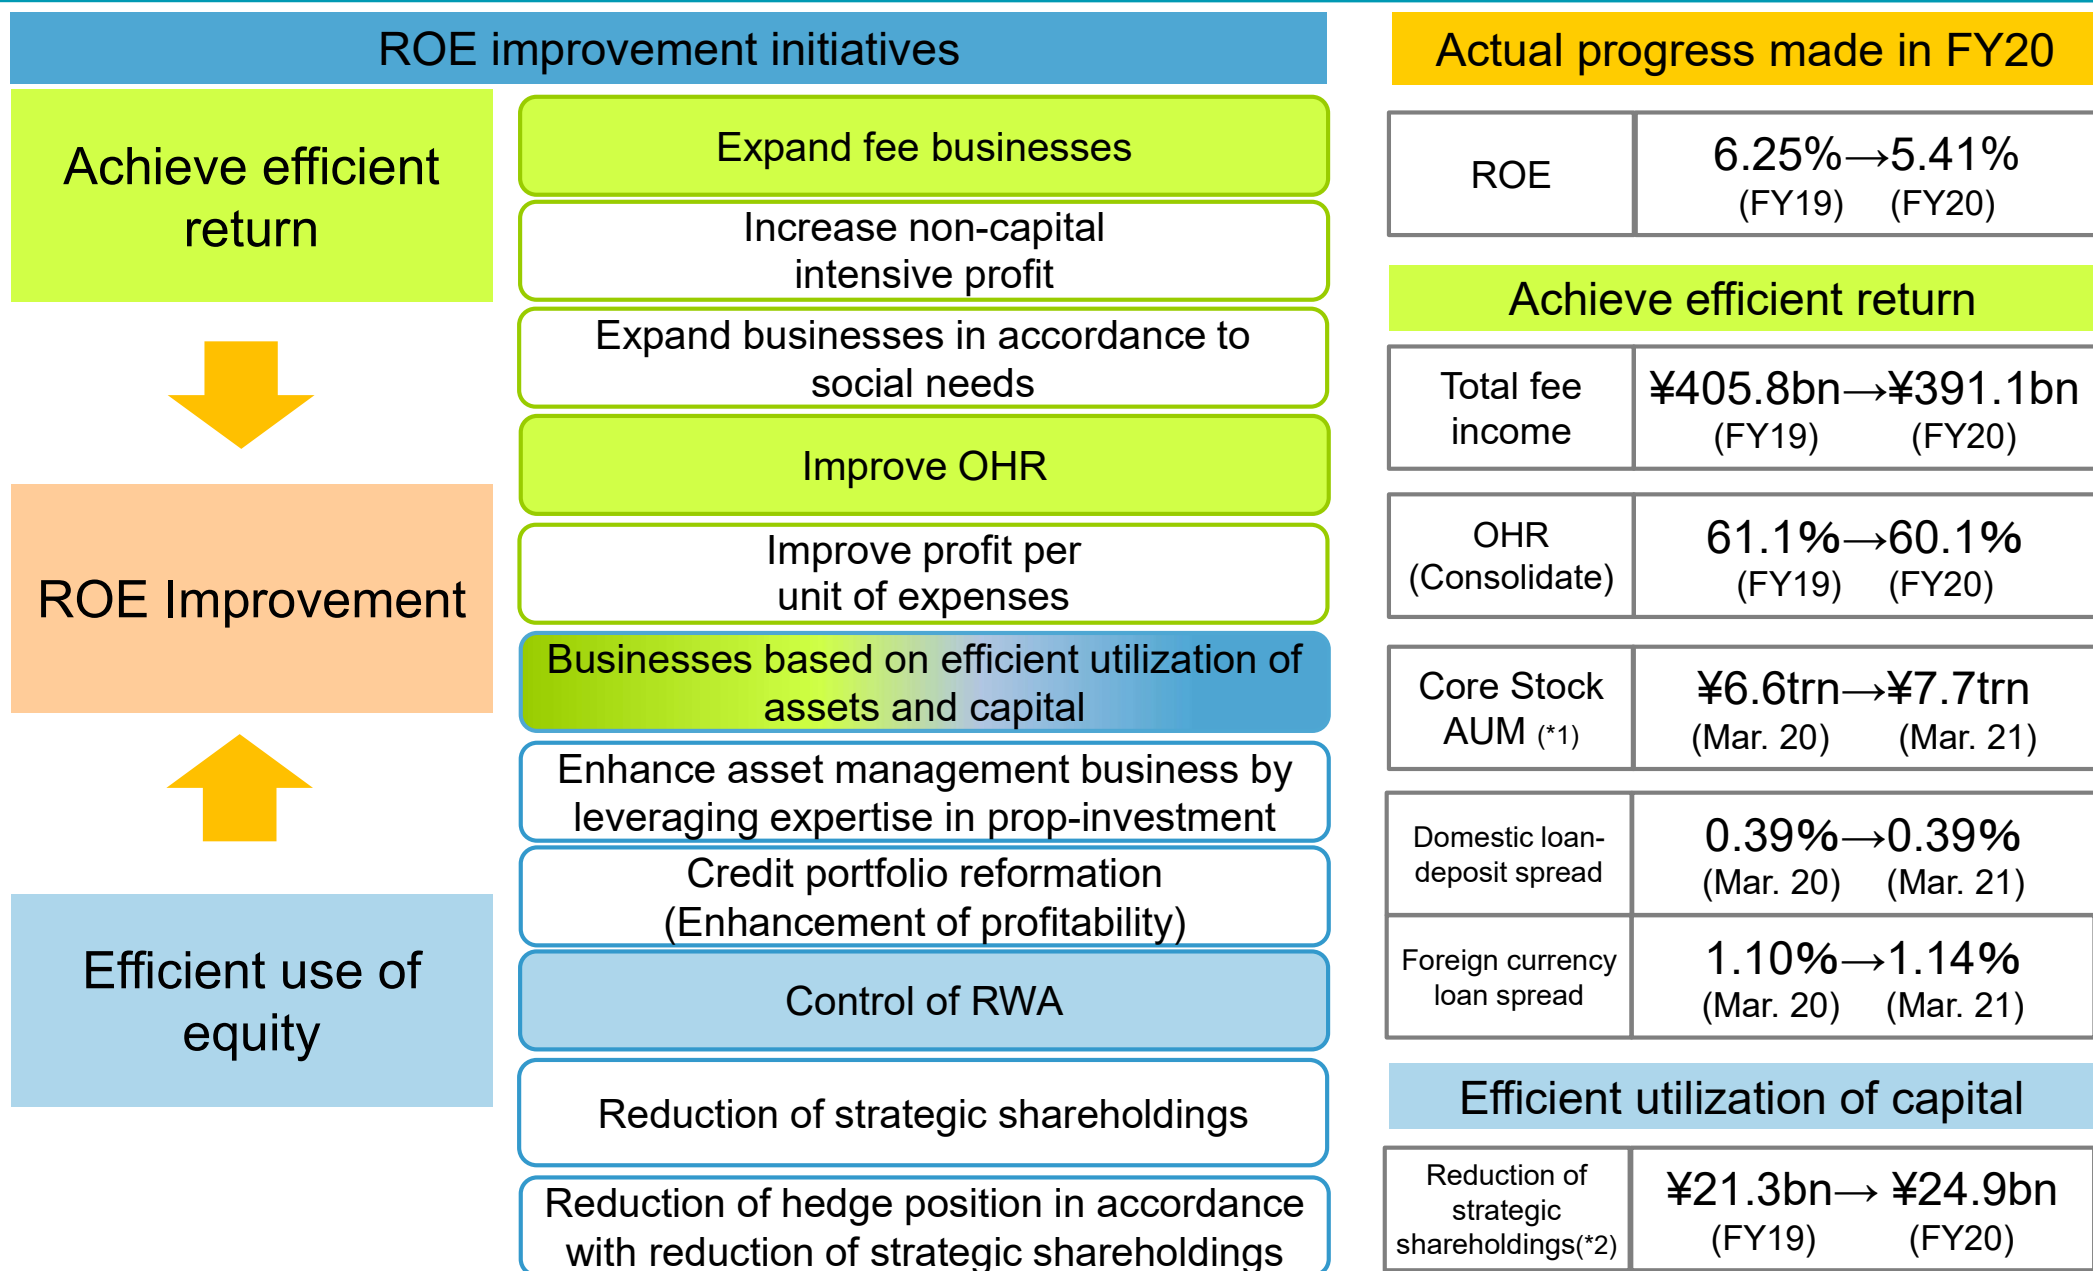 ROE improvement initiatives
Achieve efficient
return
ROE Improvement
Efficient use of
equity
Expand fee businesses
Increase non-capital
intensive profit
Expand businesses in accordance to
social needs
Improve OHR
Improve profit per
unit of expenses
Businesses based on efficient utilization of
assets and capital
Enhance asset management business by
leveraging expertise in prop-investment
Credit portfolio reformation
(Enhancement of profitability)
Control of RWA
Reduction of strategic shareholdings
Reduction of hedge position in accordance
with reduction of strategic shareholdings
Actual progress made in FY20
ROE
6.25%→5.41%
(FY19) (FY20)
Achieve efficient return
Total fee
income
¥405.8bn→¥391.1bn
(FY19) (FY20)
OHR
(Consolidate)
61.1%→60.1%
(FY19) (FY20)
Core Stock
AUM (*1)
¥6.6trn→¥7.7trn
(Mar. 20) (Mar. 21)
Domestic loan-
deposit spread
0.39%→0.39%
(Mar. 20) (Mar. 21)
Foreign currency
loan spread
1.10%→1.14%
(Mar. 20) (Mar. 21)
Efficient utilization of capital
Reduction of
strategic
shareholdings(*2)
¥21.3bn→ ¥24.9bn
(FY19) (FY20)